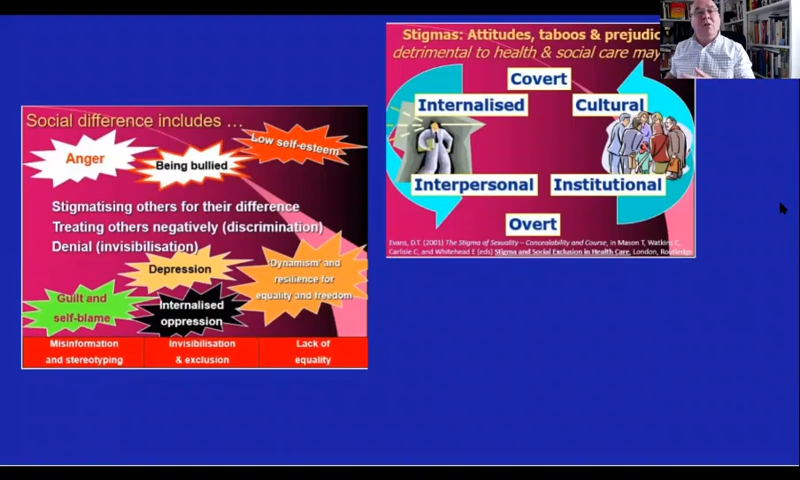 Social difference includes …
Anger
Being bullied
Low self-esteem
Stigmatising others for their difference
Treating others negatively (discrimination)
Denial (invisibilisation)
Depression
'Dynamism' and
resilience for
equality and freedom
Guilt and
self-blame
Internalised
oppression
Misinformation
and stereotyping
Invisibilisation
& exclusion
Lack of
equality
Stigmas: Attitudes, taboos & prejudic
detrimental to health & social care may
Covert
Internalised
Cultural
Interpersonal
Institutional
Overt
Evans, D.T. (2001) The Stigma of Sexuality – Concealability and Course, in Mason T, Watkins C,
Carlisle C, and Whitehead E (eds) Stigma and Social Exclusion in Health Care, London, Routledge